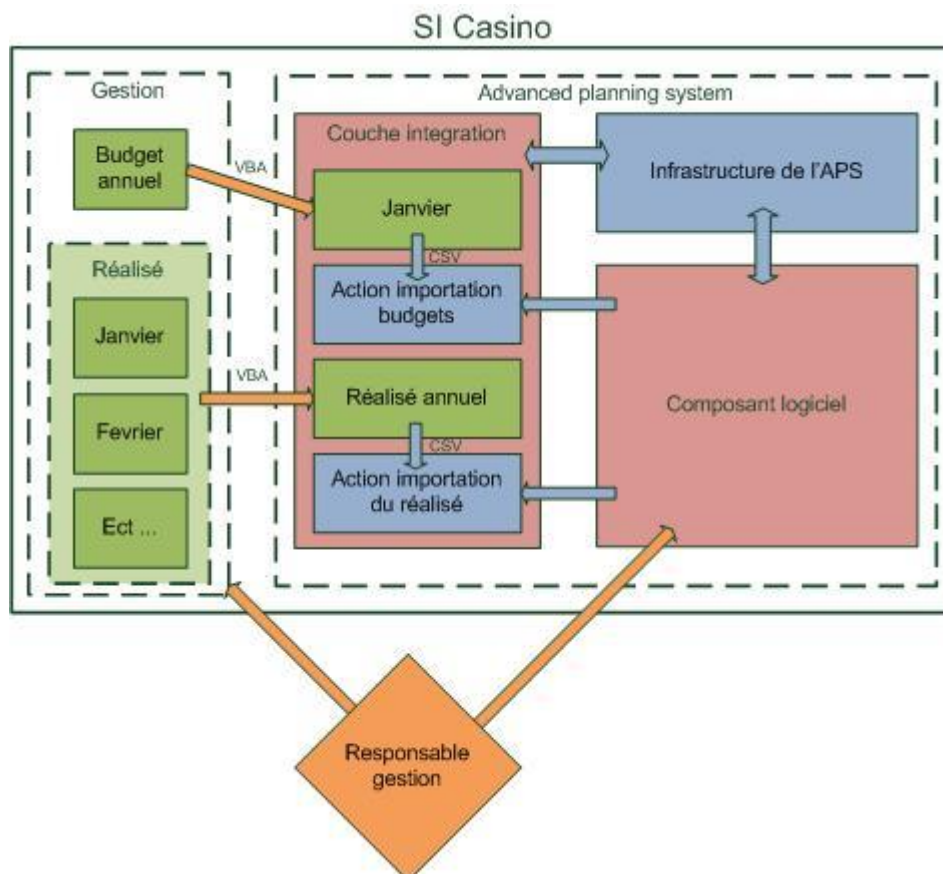 SI Casino
Gestion
Budget
annuel
VBA
Réalisé
Janvier
Fevrier
Ect ...
VBA
Advanced planning system
Couche integration
Janvier
CSV
Action importation
budgets
Réalisé annuel
CSV
Action importation
du réalisé
Infrastructure de l'APS
Composant logiciel
Responsable
gestion